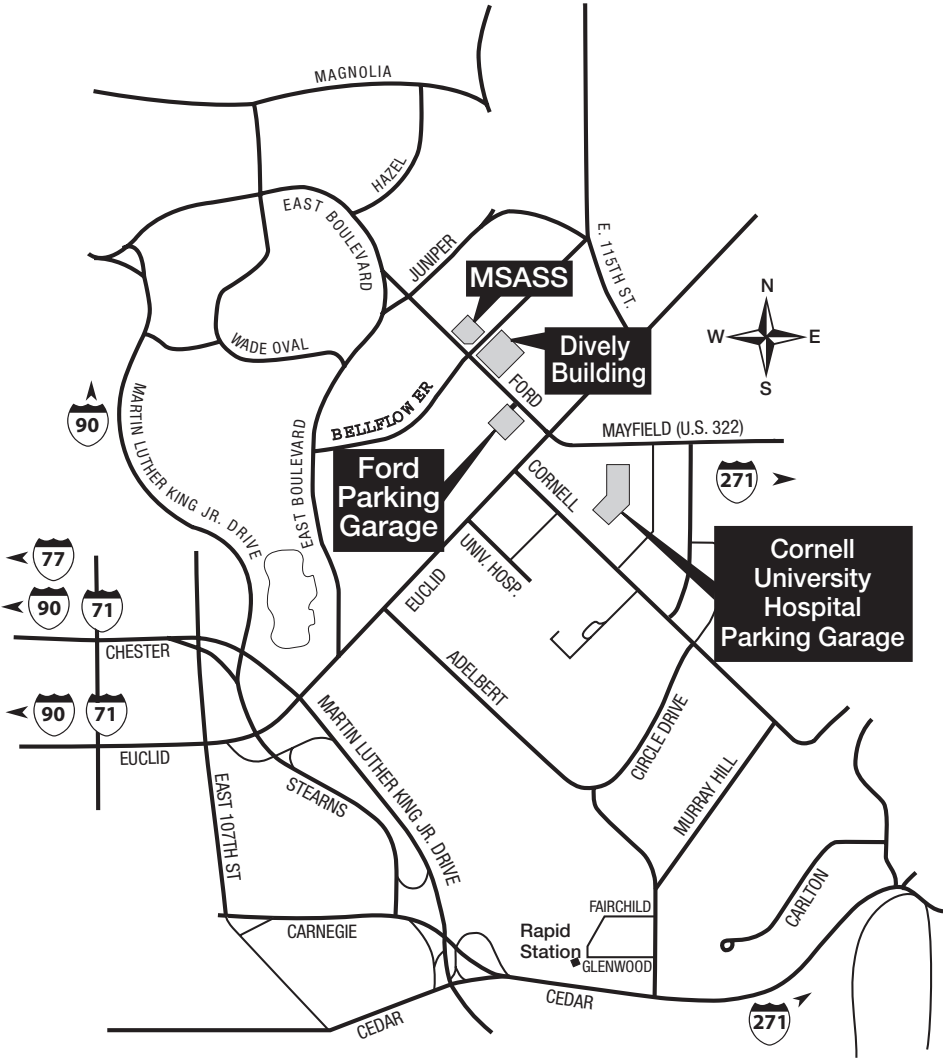 MAGNOLIA
HAZEL
EAST BOULEVARD
JUNIPER
E. 115TH ST.
MSASS
N
W E
S
WADE OVAL
Dively
Building
FORD
90
MARTIN LUTHER KING JR. DRIVE
BELLFLOWER
EAST BOULEVARD
MAYFIELD (U.S. 322)
Ford
Parking
Garage
CORNELL
271
77
UNIV. HOSP.
Cornell
University
Hospital
Parking Garage
90 71
EUCLID
CHESTER
ADELBERT
90 71
MARTIN LUTHER KING JR. DRIVE
CIRCLE DRIVE
EUCLID
STEARNS
MURRAY HILL
EAST 107TH ST
CARLTON
FAIRCHILD
CARNEGIE
Rapid
Station
GLENWOOD
CEDAR
CEDAR
271